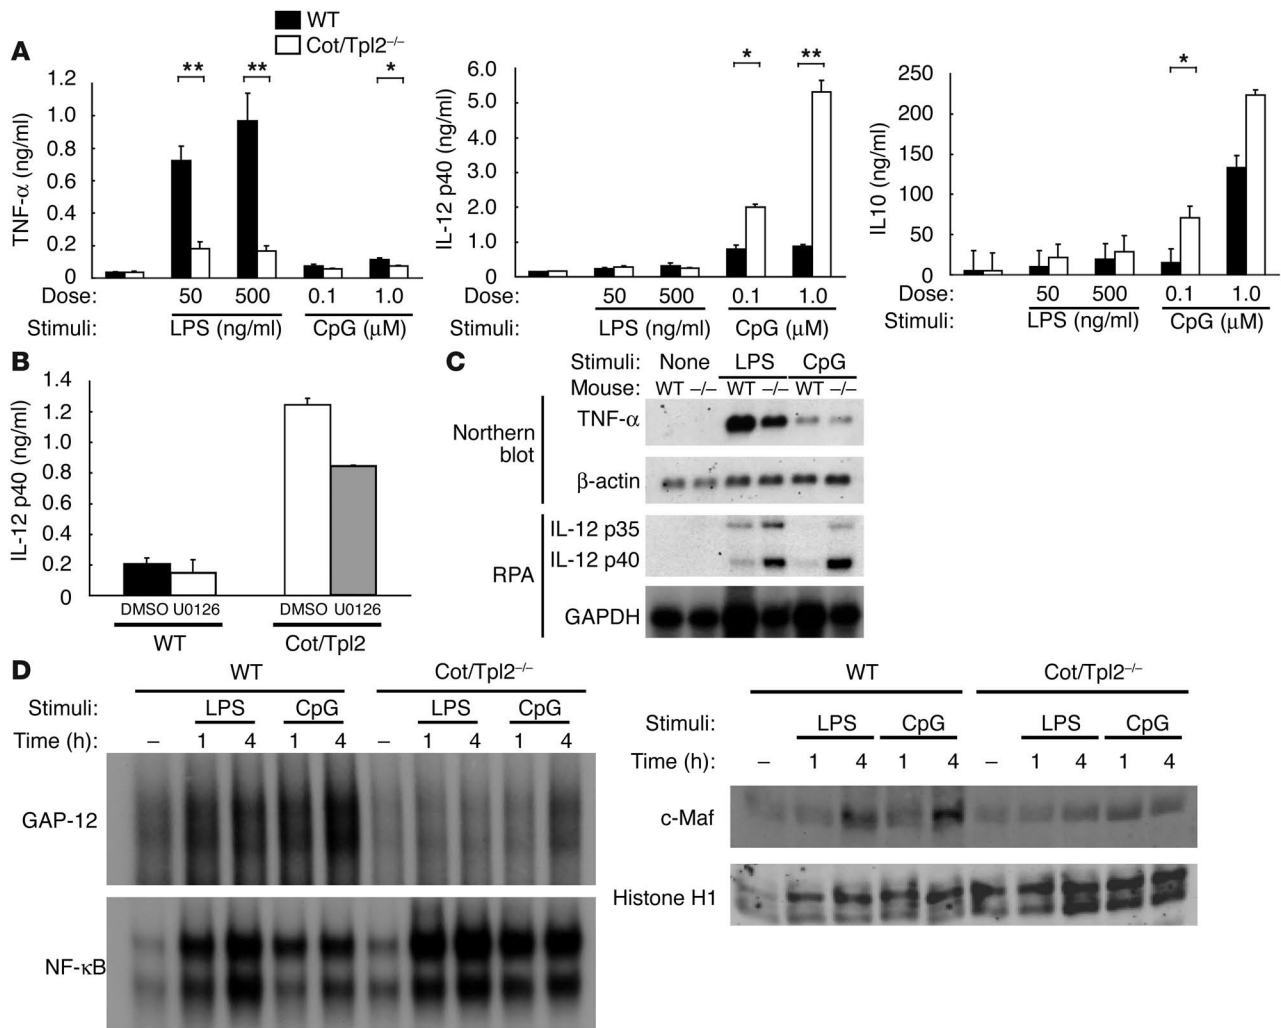 WT
Cot/Tpl2–/–
A
TNF-α (ng/ml)
1.2
1.0
0.8
0.6
0.4
0.2
0
** ** *
Dose: 50 500 0.1 1.0
Stimuli: LPS (ng/ml) CpG (μM)
IL-12 p40 (ng/ml)
6.0
5.0
4.0
3.0
2.0
1.0
0
* **
Dose: 50 500 0.1 1.0
Stimuli: LPS (ng/ml) CpG (μM)
IL10 (ng/ml)
250
200
150
100
50
0
*
Dose: 50 500 0.1 1.0
Stimuli: LPS (ng/ml) CpG (μM)
B
IL-12 p40 (ng/ml)
1.4
1.2
1.0
0.8
0.6
0.4
0.2
0
DMSO U0126 DMSO U0126
WT Cot/Tpl2
C
Stimuli: None LPS CpG
Mouse: WT –/– WT –/– WT –/–
Northern
blot
TNF-α
β-actin
RPA
IL-12 p35
IL-12 p40
GAPDH
D
WT Cot/Tpl2–/–
Stimuli: LPS CpG LPS CpG
Time (h): – 1 4 1 4 – 1 4 1 4
GAP-12
NF-κB
WT Cot/Tpl2–/–
Stimuli: LPS CpG LPS CpG
Time (h): – 1 4 1 4 – 1 4 1 4
c-Maf
Histone H1